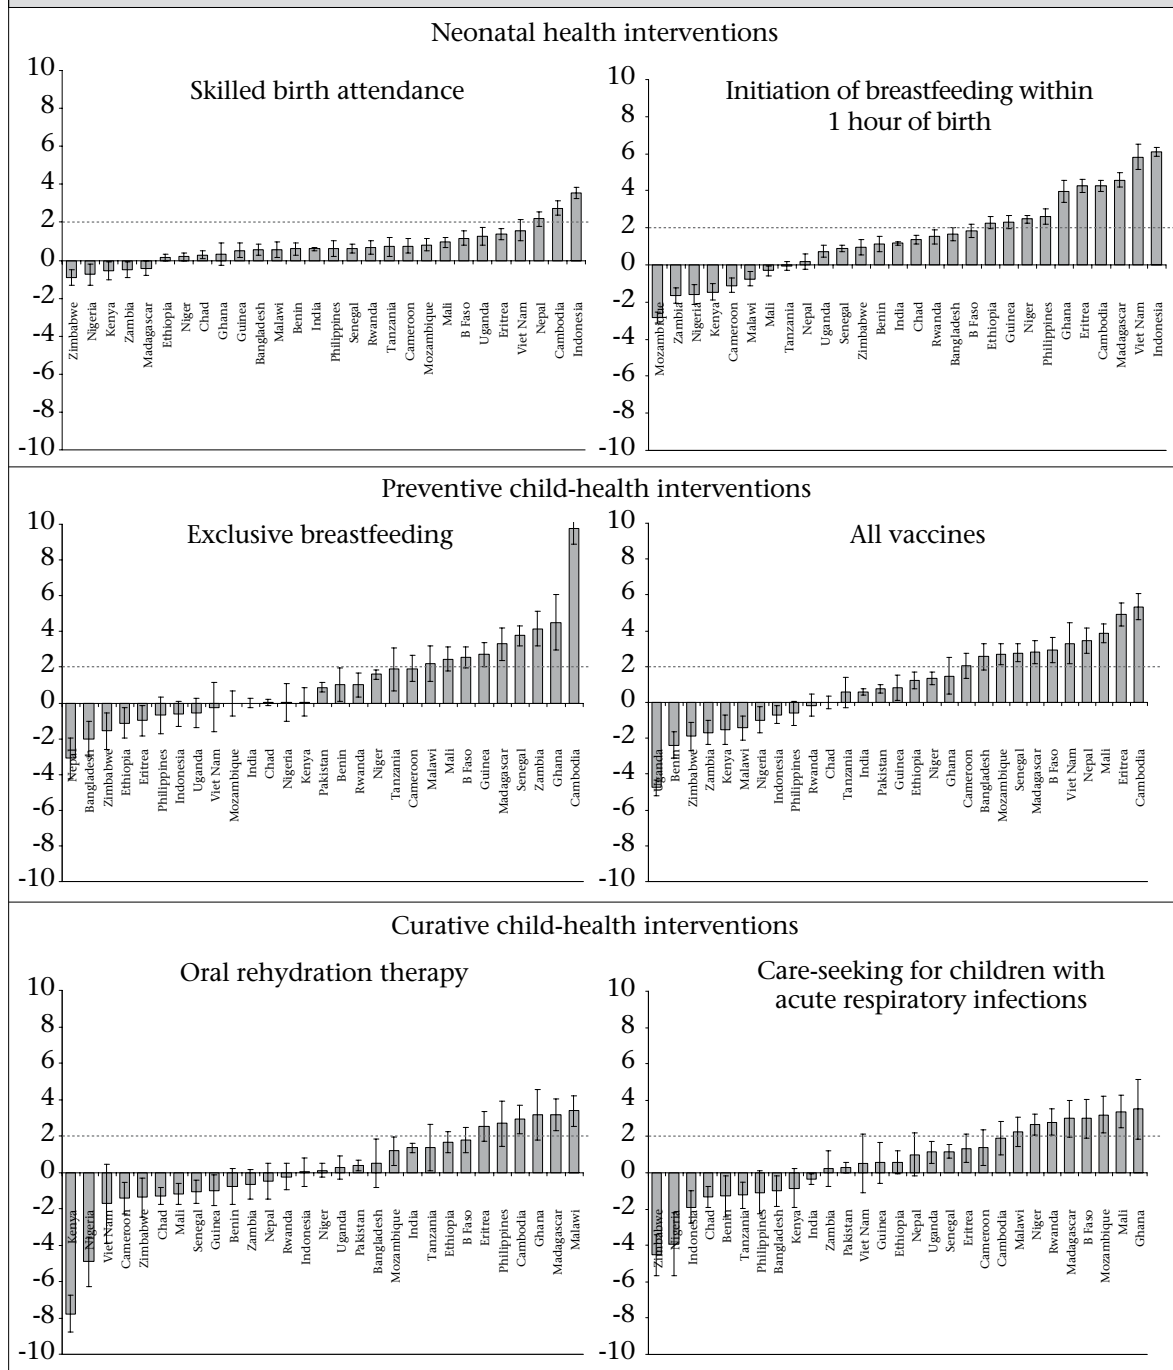 Neonatal health interventions
Skilled birth attendance
10
8
6
4
2
0
-2
-4
-6
-8
-10
Zimbabwe
Nigeria
Kenya
Zambia
Madagascar
Ethiopia
Niger
Chad
Ghana
Guinea
Bangladesh
Malawi
Benin
India
Philippines
Senegal
Rwanda
Tanzania
Cameroon
Mozambique
Mali
B Faso
Uganda
Eritrea
Viet Nam
Nepal
Cambodia
Indonesia
Initiation of breastfeeding within
1 hour of birth
10
8
6
4
2
0
-2
-4
-6
-8
-10
Mozambique
Zambia
Nigeria
Kenya
Cameroon
Malawi
Mali
Tanzania
Nepal
Uganda
Senegal
Zimbabwe
Benin
India
Chad
Rwanda
Bangladesh
B Faso
Ethiopia
Guinea
Niger
Philippines
Ghana
Eritrea
Cambodia
Madagascar
Viet Nam
Indonesia
Preventive child-health interventions
Exclusive breastfeeding
10
8
6
4
2
0
-2
-4
-6
-8
-10
Nepal
Bangladesh
Zimbabwe
Ethiopia
Eritrea
Philippines
Indonesia
Uganda
Viet Nam
Mozambique
India
Chad
Nigeria
Kenya
Pakistan
Benin
Rwanda
Niger
Tanzania
Cameroon
Malawi
Mali
B Faso
Guinea
Madagascar
Senegal
Zambia
Ghana
Cambodia
All vaccines
10
8
6
4
2
0
-2
-4
-6
-8
-10
Uganda
Benin
Zimbabwe
Zambia
Kenya
Malawi
Nigeria
Indonesia
Philippines
Rwanda
Chad
Tanzania
India
Pakistan
Guinea
Ethiopia
Niger
Ghana
Cameroon
Bangladesh
Mozambique
Senegal
Madagascar
B Faso
Viet Nam
Nepal
Mali
Eritrea
Cambodia
Curative child-health interventions
Oral rehydration therapy
10
8
6
4
2
0
-2
-4
-6
-8
-10
Kenya
Nigeria
Viet Nam
Cameroon
Zimbabwe
Chad
Mali
Senegal
Guinea
Benin
Zambia
Nepal
Rwanda
Indonesia
Niger
Uganda
Pakistan
Bangladesh
Mozambique
India
Tanzania
Ethiopia
B Faso
Eritrea
Philippines
Cambodia
Ghana
Madagascar
Malawi
Care-seeking for children with
acute respiratory infections
10
8
6
4
2
0
-2
-4
-6
-8
-10
Zimbabwe
Nigeria
Indonesia
Chad
Benin
Tanzania
Philippines
Bangladesh
Kenya
India
Zambia
Pakistan
Viet Nam
Guinea
Ethiopia
Nepal
Uganda
Senegal
Eritrea
Cameroon
Cambodia
Malawi
Niger
Rwanda
Madagascar
B Faso
Mozambique
Mali
Ghana